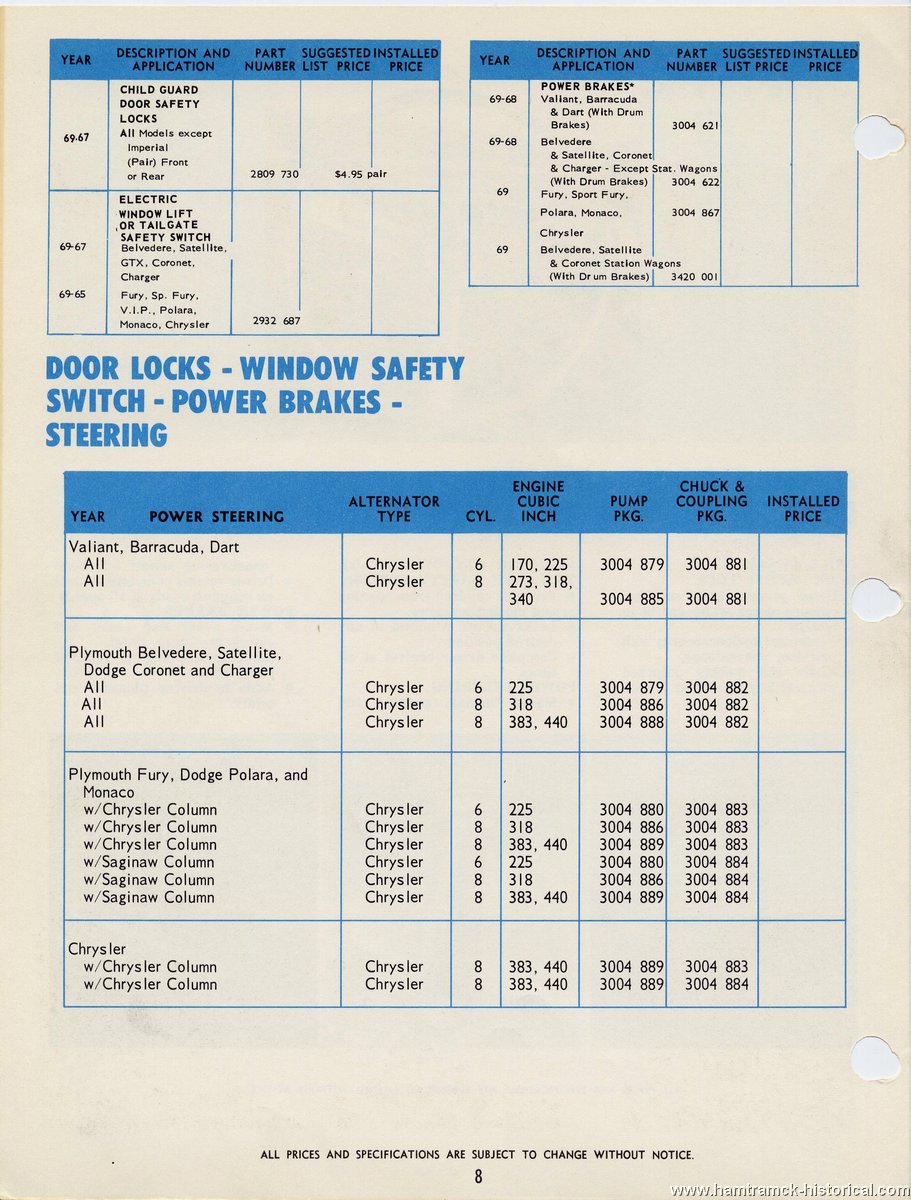 YEAR DESCRIPTION AND APPLICATION PART NUMBER SUGGESTED LIST PRICE INSTALLED PRICE
CHILD GUARD
DOOR SAFETY
LOCKS
69-67 All Models except
Imperial
(Pair) Front
or Rear 2809 730 $4.95 pair
ELECTRIC
WINDOW LIFT
OR TAILGATE
SAFETY SWITCH
69-67 Belvedere, Satellite,
GTX, Coronet,
Charger
69-65 Fury, Sp. Fury,
V.I.P., Polara,
Monaco, Chrysler 2932 687
YEAR DESCRIPTION AND APPLICATION PART NUMBER SUGGESTED LIST PRICE INSTALLED PRICE
POWER BRAKES*
69-68 Valiant, Barracuda
& Dart (With Drum
Brakes) 3004 621
69-68 Belvedere
& Satellite, Coronet
& Charger - Except Stat. Wagons
(With Drum Brakes) 3004 622
69 Fury, Sport Fury,
Polara, Monaco, 3004 867
Chrysler
69 Belvedere, Satellite
& Coronet Station Wagons
(With Drum Brakes) 3420 001
DOOR LOCKS - WINDOW SAFETY
SWITCH - POWER BRAKES -
STEERING
YEAR POWER STEERING ALTERNATOR TYPE CYL. ENGINE CUBIC INCH PUMP PKG. CHUCK & COUPLING PKG. INSTALLED PRICE
Valiant, Barracuda, Dart
All Chrysler 6 170, 225 3004 879 3004 881
All Chrysler 8 273, 318,
340 3004 885 3004 881
Plymouth Belvedere, Satellite,
Dodge Coronet and Charger
All Chrysler 6 225 3004 879 3004 882
All Chrysler 8 318 3004 886 3004 882
All Chrysler 8 383, 440 3004 888 3004 882
Plymouth Fury, Dodge Polara, and
Monaco
w/Chrysler Column Chrysler 6 225 3004 880 3004 883
w/Chrysler Column Chrysler 8 318 3004 886 3004 883
w/Chrysler Column Chrysler 8 383, 440 3004 889 3004 883
w/Saginaw Column Chrysler 6 225 3004 880 3004 884
w/Saginaw Column Chrysler 8 318 3004 886 3004 884
w/Saginaw Column Chrysler 8 383, 440 3004 889 3004 884
Chrysler
w/Chrysler Column Chrysler 8 383, 440 3004 889 3004 883
w/Chrysler Column Chrysler 8 383, 440 3004 889 3004 884
ALL PRICES AND SPECIFICATIONS ARE SUBJECT TO CHANGE WITHOUT NOTICE.
8
www.hamtramck-historical.com